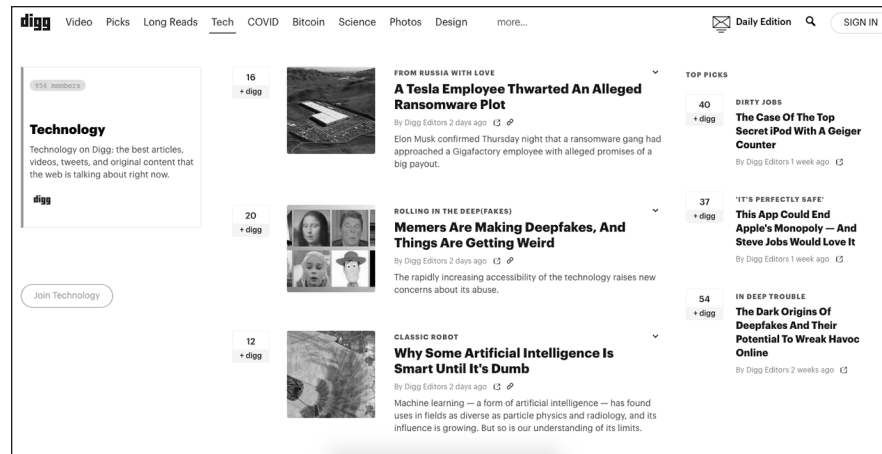 digg Video Picks Long Reads Tech COVID Bitcoin Science Photos Design more... Daily Edition SIGN IN
956 members
Technology
Technology on Digg: the best articles,
videos, tweets, and original content that
the web is talking about right now.
digg
Join Technology
16
+ digg
FROM RUSSIA WITH LOVE
A Tesla Employee Thwarted An Alleged
Ransomware Plot
By Digg Editors 2 days ago
Elon Musk confirmed Thursday night that a ransomware gang had
approached a Gigafactory employee with alleged promises of a
big payout.
20
+ digg
ROLLING IN THE DEEP(FAKES)
Memers Are Making Deepfakes, And
Things Are Getting Weird
By Digg Editors 2 days ago
The rapidly increasing accessibility of the technology raises new
concerns about its abuse.
12
+ digg
CLASSIC ROBOT
Why Some Artificial Intelligence Is
Smart Until It's Dumb
By Digg Editors 2 days ago
Machine learning — a form of artificial intelligence — has found
uses in fields as diverse as particle physics and radiology, and its
influence is growing. But so is our understanding of its limits.
TOP PICKS
40
+ digg
DIRTY JOBS
The Case Of The Top
Secret iPod With A Geiger
Counter
By Digg Editors 1 week ago
37
+ digg
'IT'S PERFECTLY SAFE'
This App Could End
Apple's Monopoly — And
Steve Jobs Would Love It
By Digg Editors 1 week ago
54
+ digg
IN DEEP TROUBLE
The Dark Origins Of
Deepfakes And Their
Potential To Wreak Havoc
Online
By Digg Editors 2 weeks ago